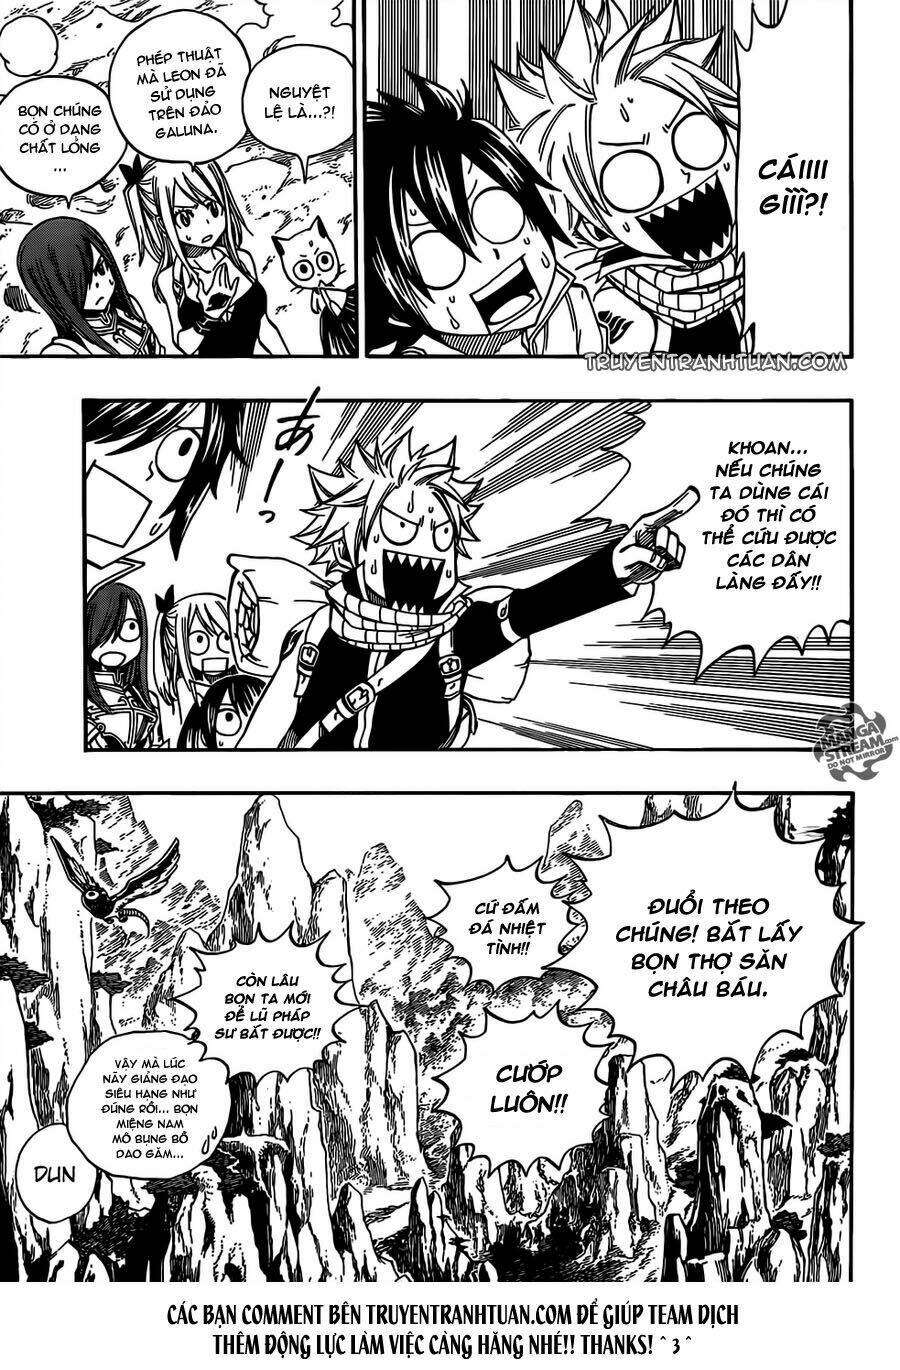 CÁIIII
GÌÌÌ?!
NGUYỆT
LỆ LÀ...?!
PHÉP THUẬT
MÀ LEON ĐÃ
SỬ DỤNG
TRÊN ĐẢO
GALUNA.
BỌN CHÚNG
CÓ Ở DẠNG
CHẤT LỎNG
...
TRUYENTRANHTUAN.COM
KHOAN...
NẾU CHÚNG
TA DÙNG CÁI
ĐÓ THÌ CÓ
THỂ CỨU ĐƯỢC
CÁC DÂN
LÀNG ĐẤY!!
あーっ
MANGA
STREAM.com
DO NOT MIRROR
ĐUỔI THEO
CHÚNG! BẮT LẤY
BỌN THỢ SĂN
CHÂU BÁU.
CỨ ĐẤM
ĐÁ NHIỆT
TÌNH!!
CƯỚP
LUÔN!!
CÒN LÂU
BỌN TA MỚI
ĐỂ LŨ PHÁP
SƯ BẮT ĐƯỢC!!
VẬY MÀ LÚC
NÃY GIẢNG ĐẠO
SIÊU HẠNG NHƯ
ĐÚNG RỒI... BỌN
MIỆNG NAM
MÔ BỤNG BỒ
DAO GĂM...
DUN
CÁC BẠN COMMENT BÊN TRUYENTRANHTUAN.COM ĐỂ GIÚP TEAM DỊCH
THÊM ĐỘNG LỰC LÀM VIỆC CÀNG HĂNG NHÉ!! THANKS! ^ 3 ^